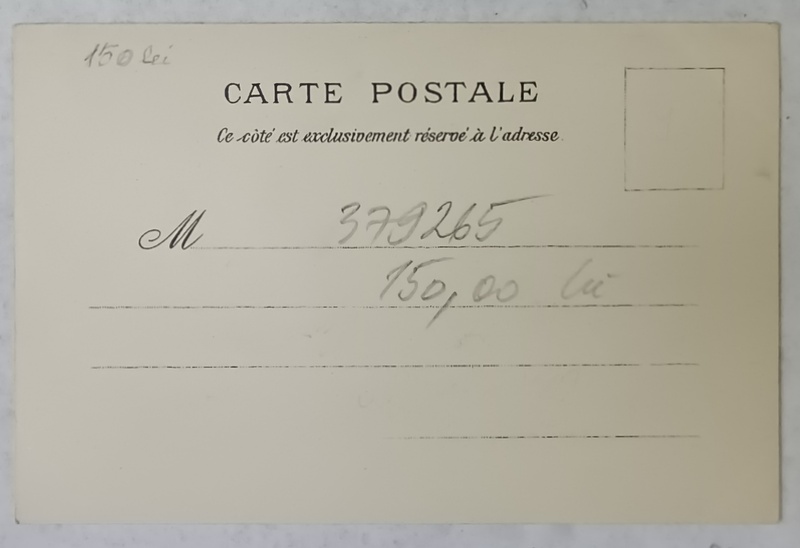 150 lei
CARTE POSTALE
Ce côté est exclusivement réservé à l'adresse.
M 379265
150,00 lei